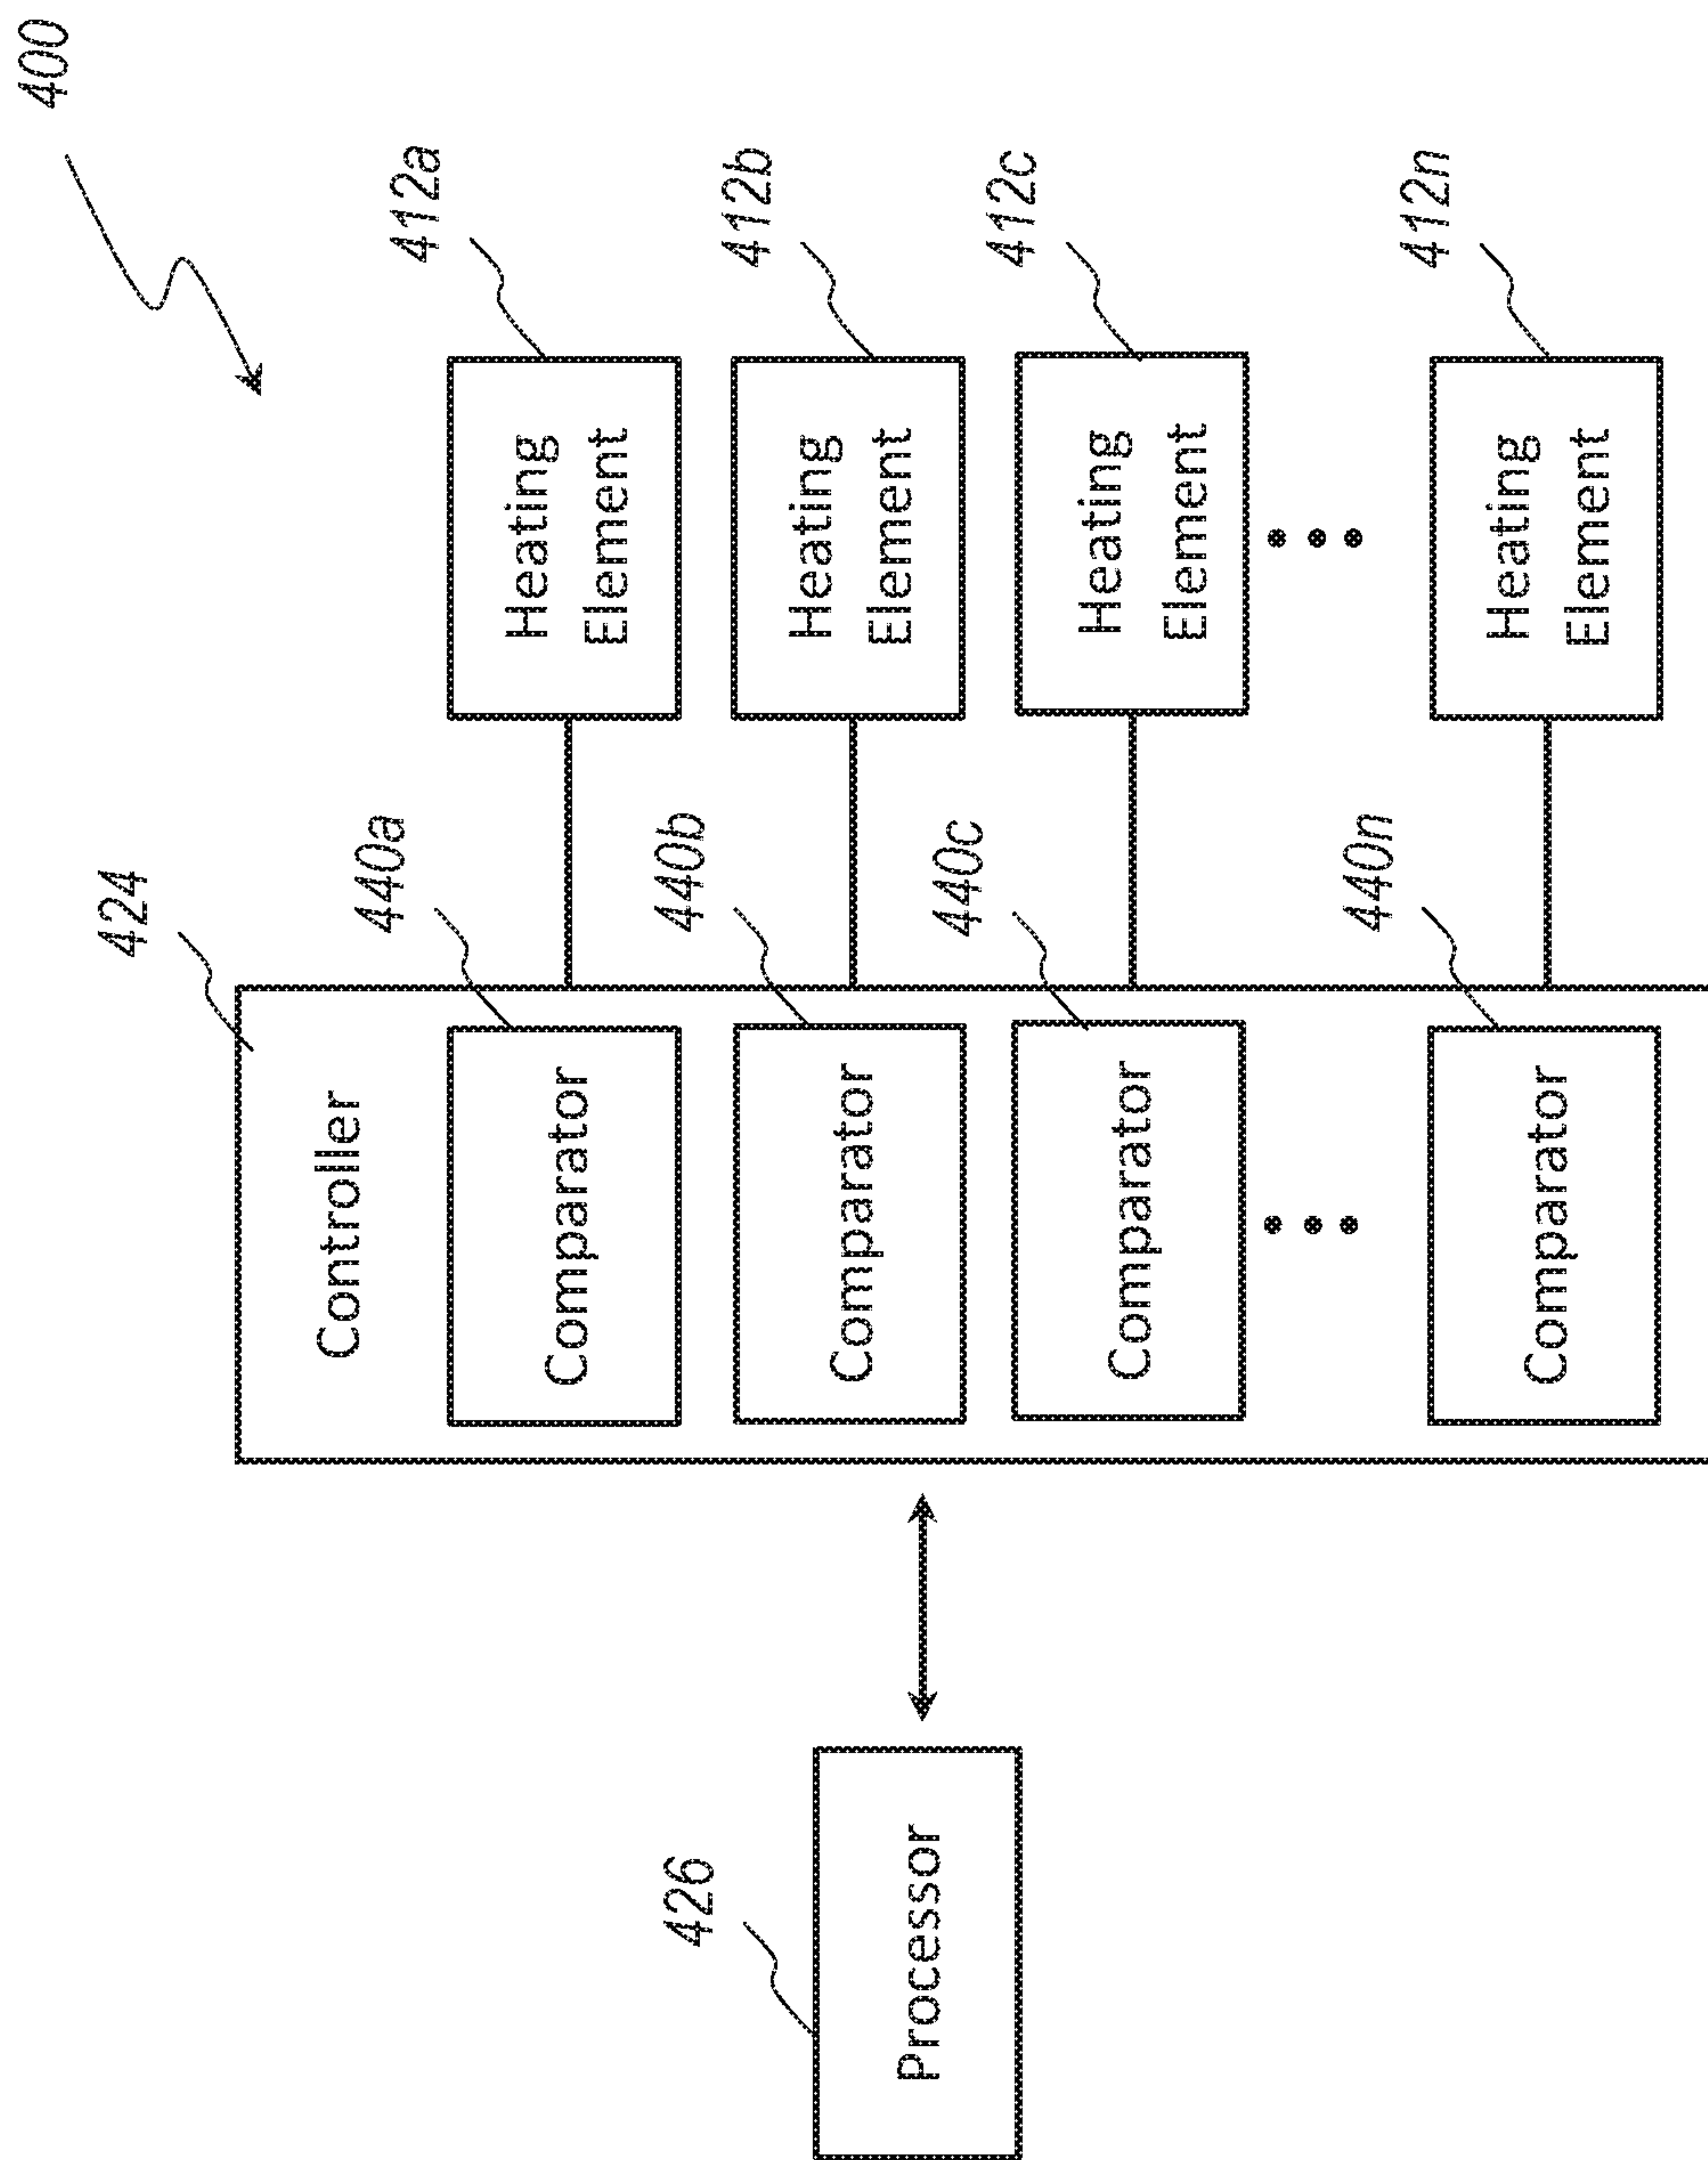 400
424
Controller
440a
Comparator
412a
Heating
Element
440b
Comparator
412b
Heating
Element
426
Processor
440c
Comparator
412c
Heating
Element
440n
Comparator
412n
Heating
Element